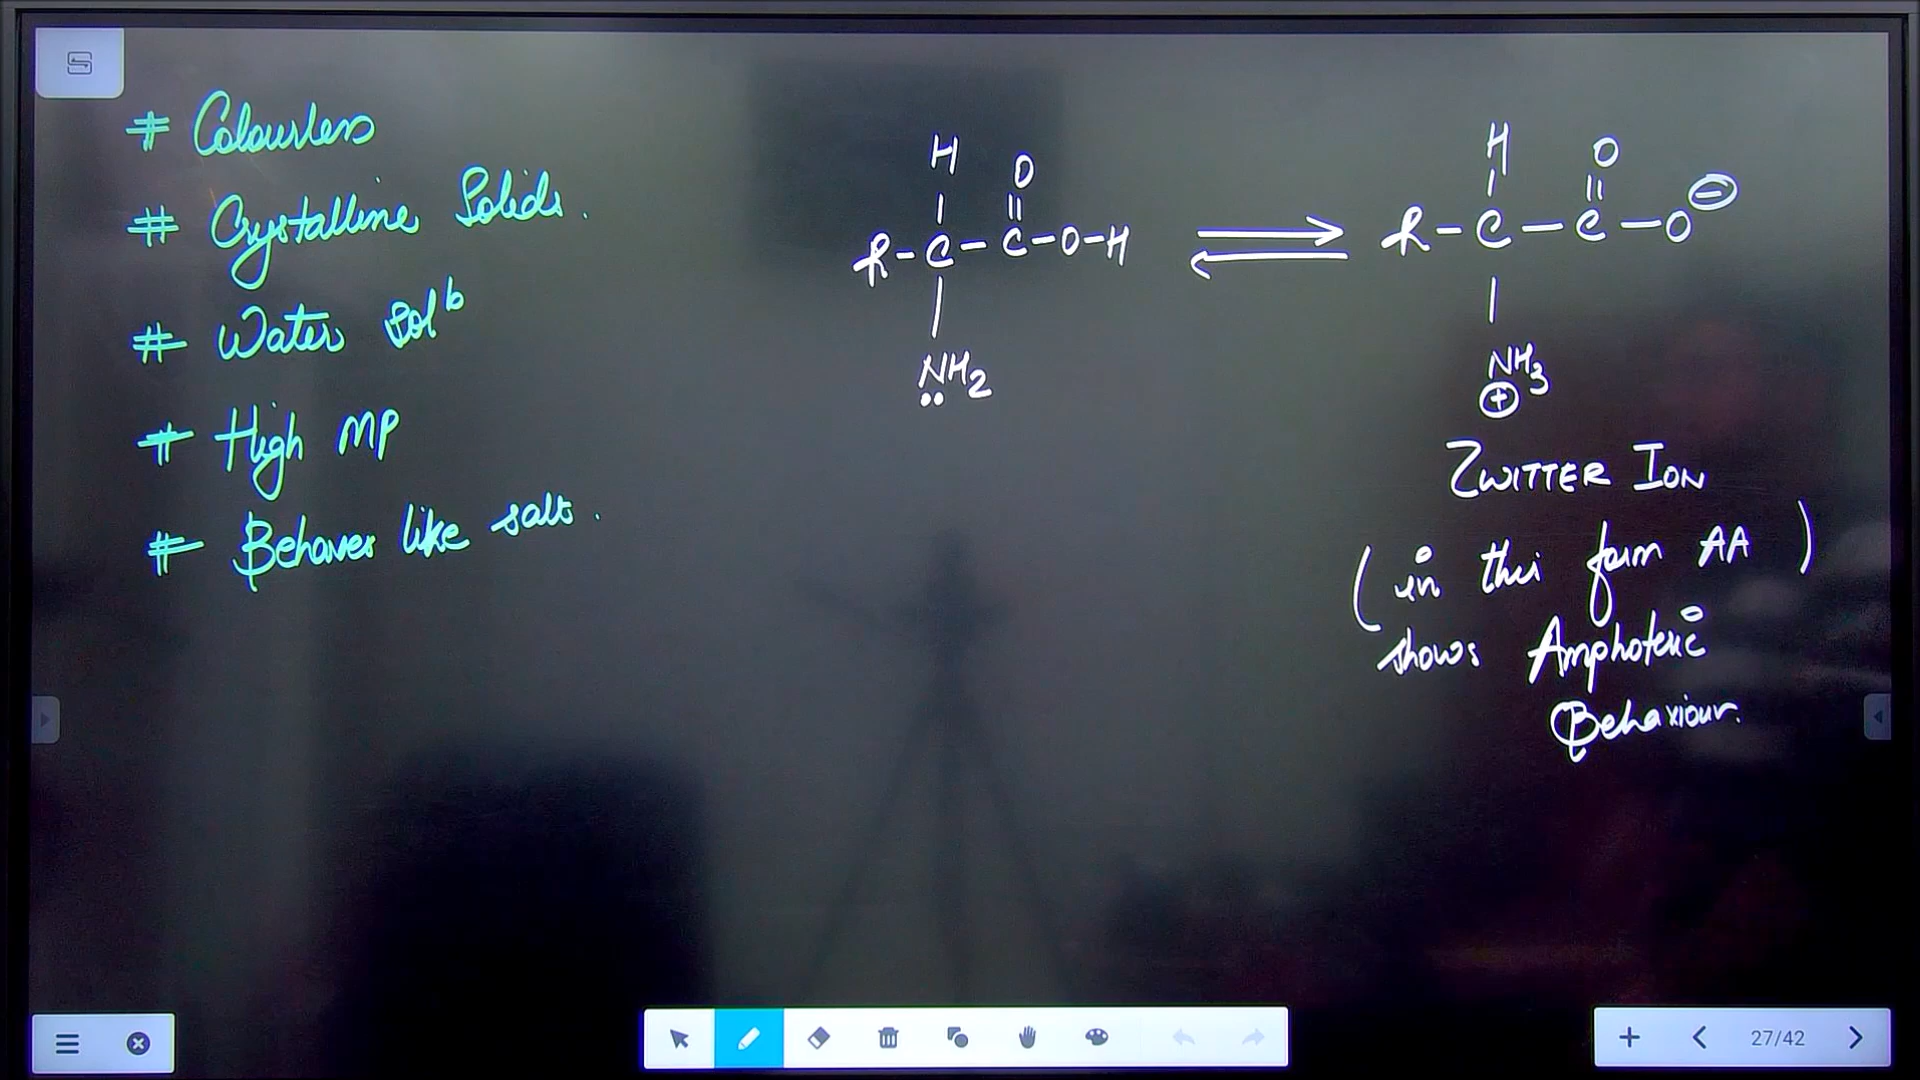 # Colourless
# Crystalline Solids.
# Water Solb
# High MP
# Behaves like salts.
H O
R-C-C-O-H
NH2
H O
R-C-C-O⊖
NH3
⊕
ZWITTER ION
(in this form AA)
shows Amphoteric
Behaviour.
27/42